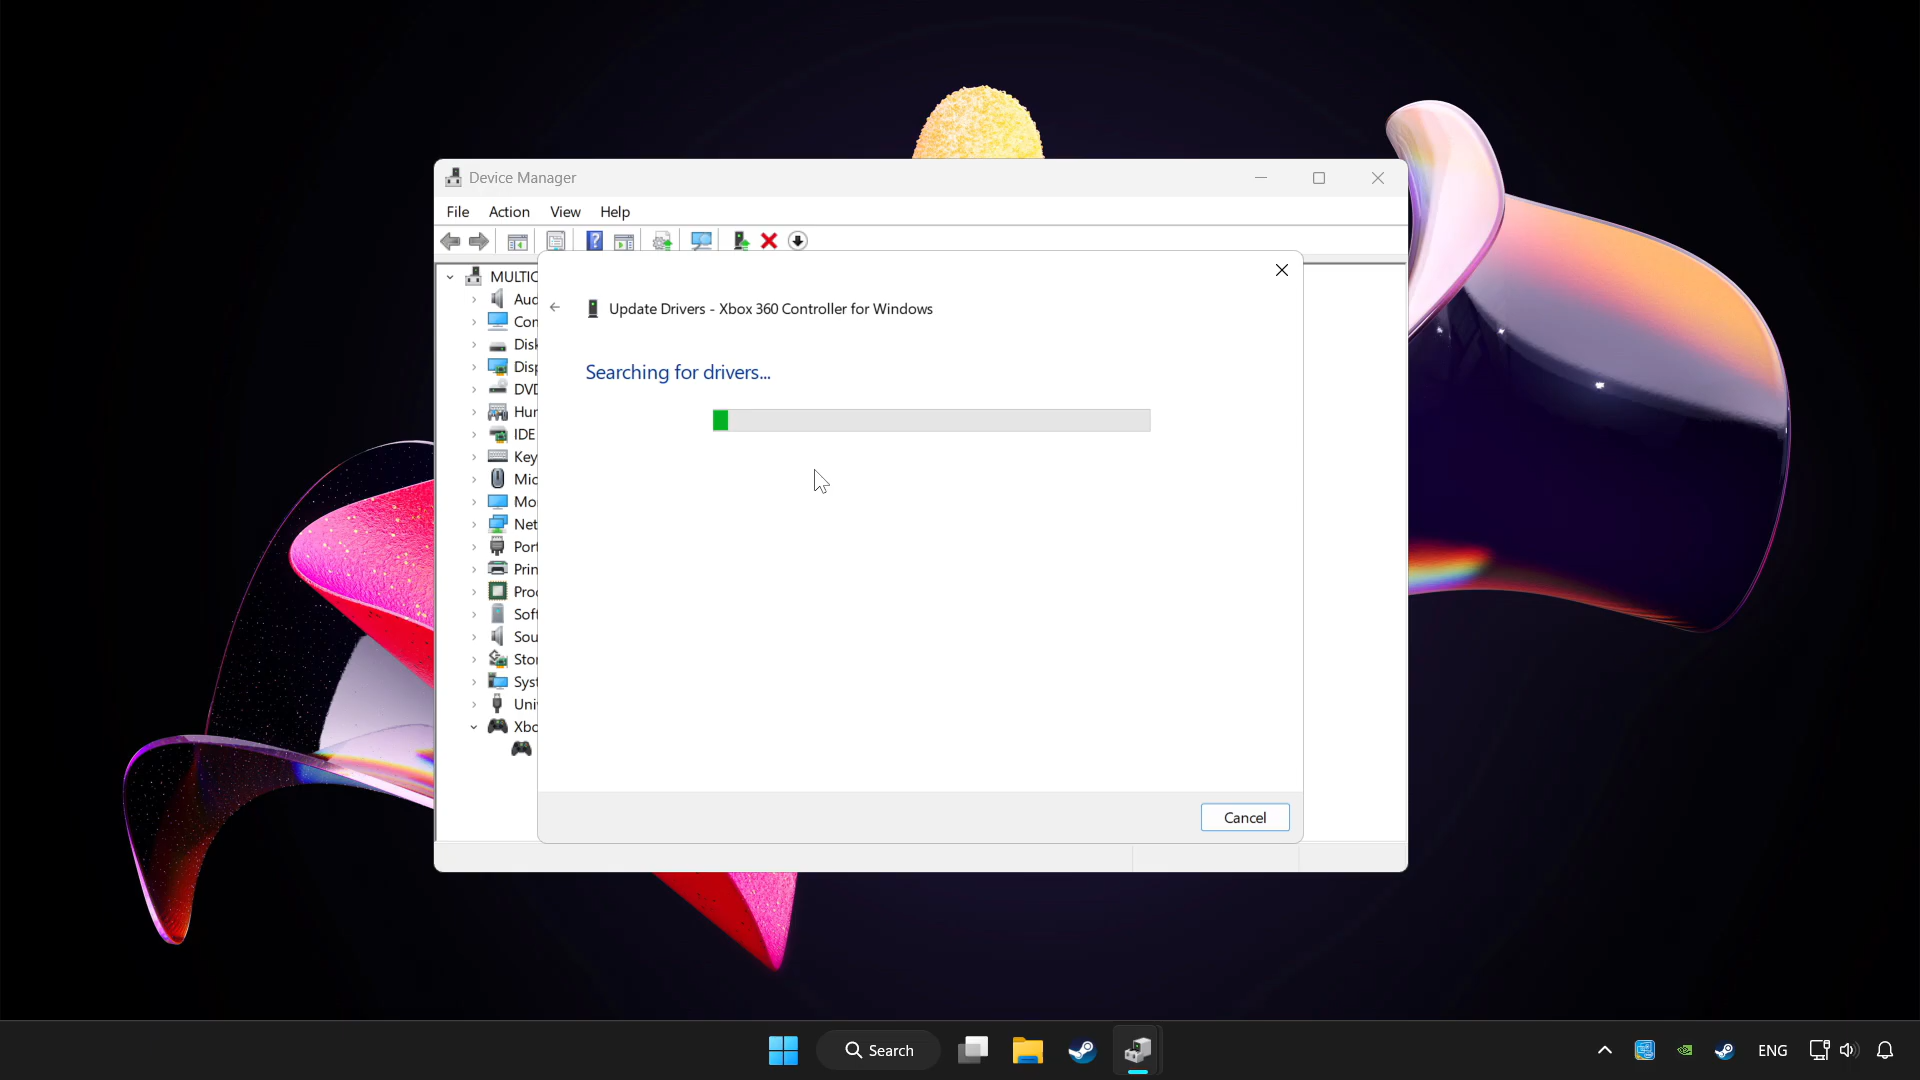 Device Manager
File Action View Help
Update Drivers - Xbox 360 Controller for Windows
Searching for drivers...
MULTIC
Aud
Con
Disk
Disp
DVD
Hur
IDE
Key
Mic
Mo
Net
Port
Prin
Proc
Soft
Sou
Stor
Syst
Uni
Xbo
Cancel
Search
ENG